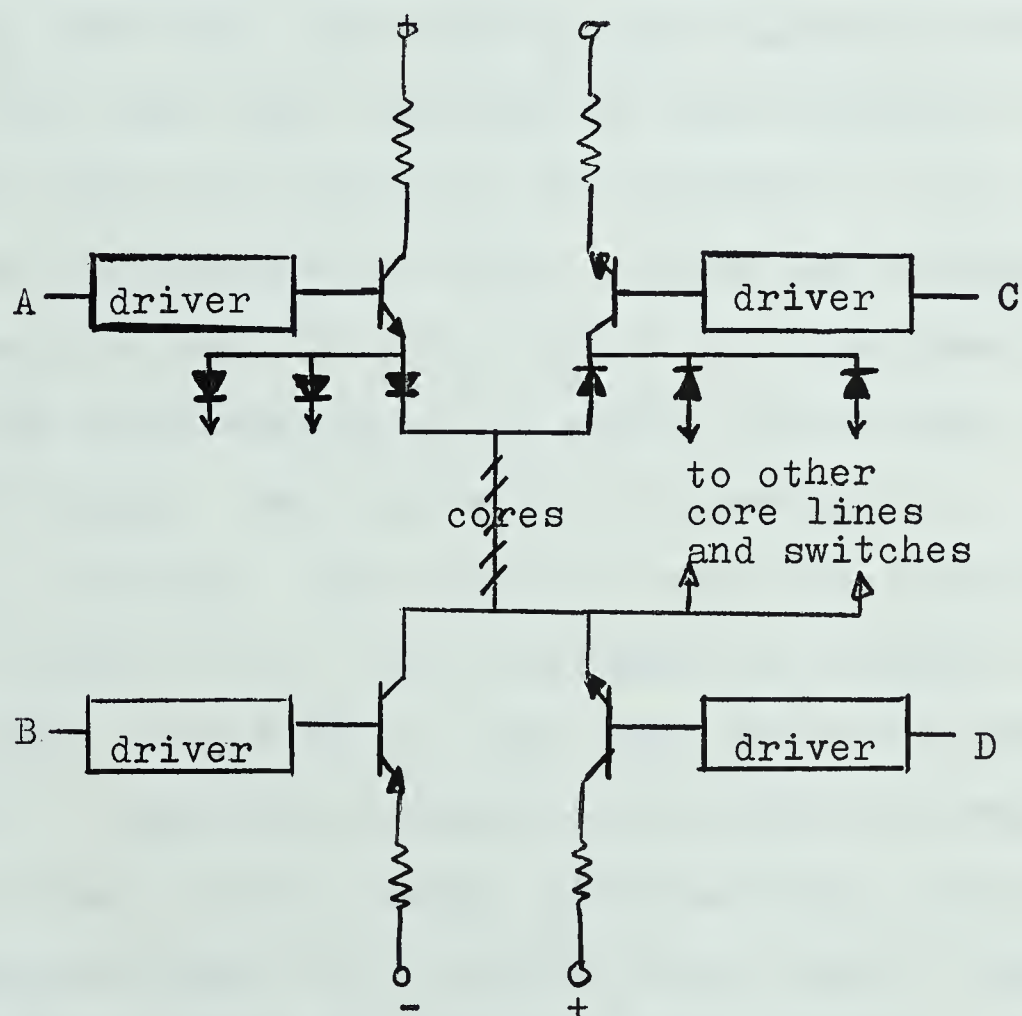 + -
A driver driver C
to other
cores core lines
and switches
B driver driver D
- +